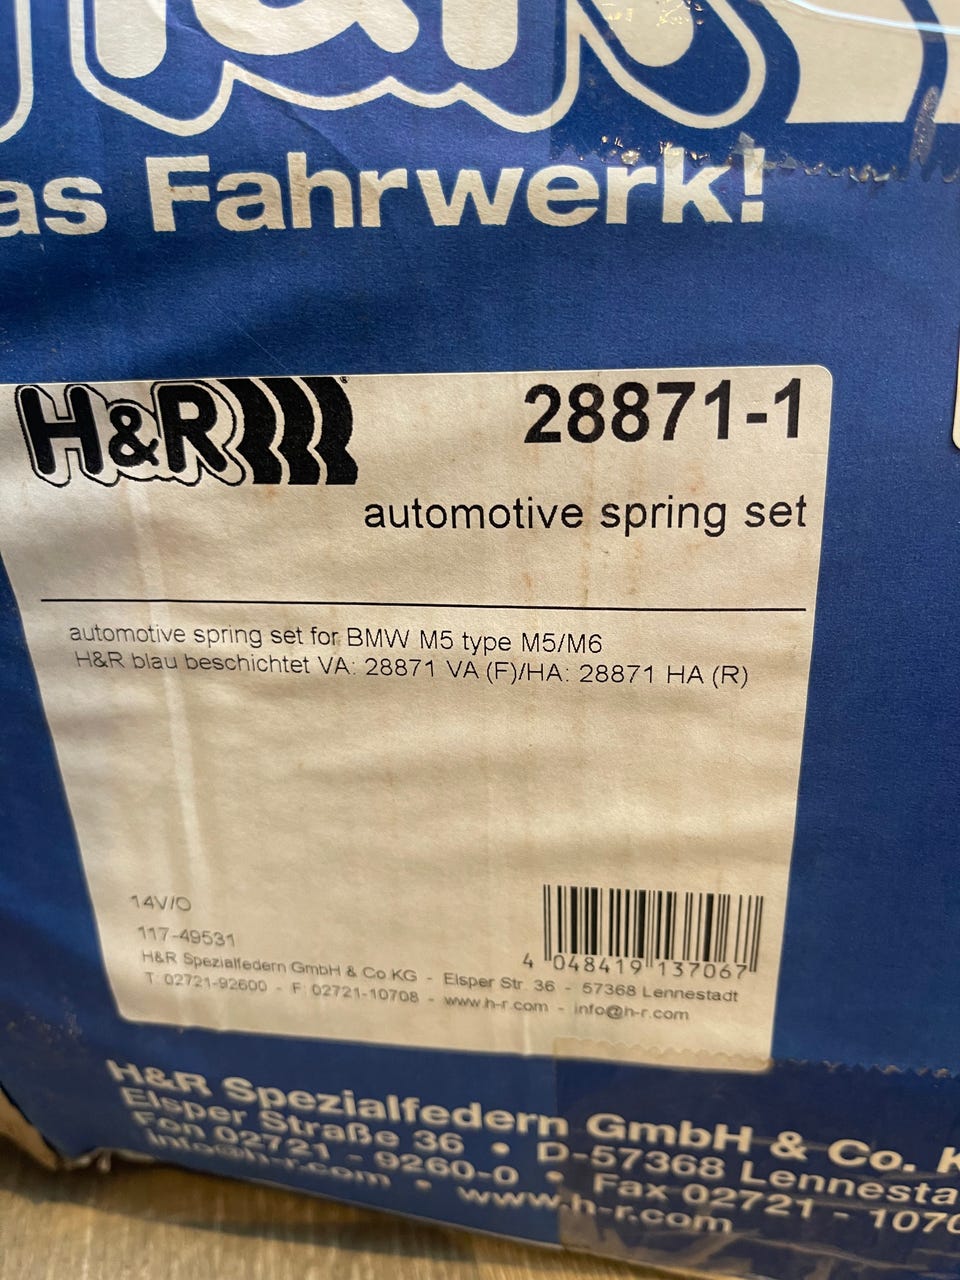 as Fahrwerk!
H&R
28871-1
automotive spring set
automotive spring set for BMW M5 type M5/M6
H&R blau beschichtet VA: 28871 VA (F)/HA: 28871 HA (R)
14V/O
117-49531
4 048419 137067
H&R Spezialfedern GmbH & Co KG - Elsper Str. 36 - 57368 Lennestadt
T: 02721-92600 - F: 02721-10708 - www.h-r.com - info@h-r.com
H&R Spezialfedern GmbH & Co. K
Elsper Straße 36 • D-57368 Lennesta
Fon 02721 - 9260-0 • Fax 02721 - 1070
info@h-r.com • www.h-r.com